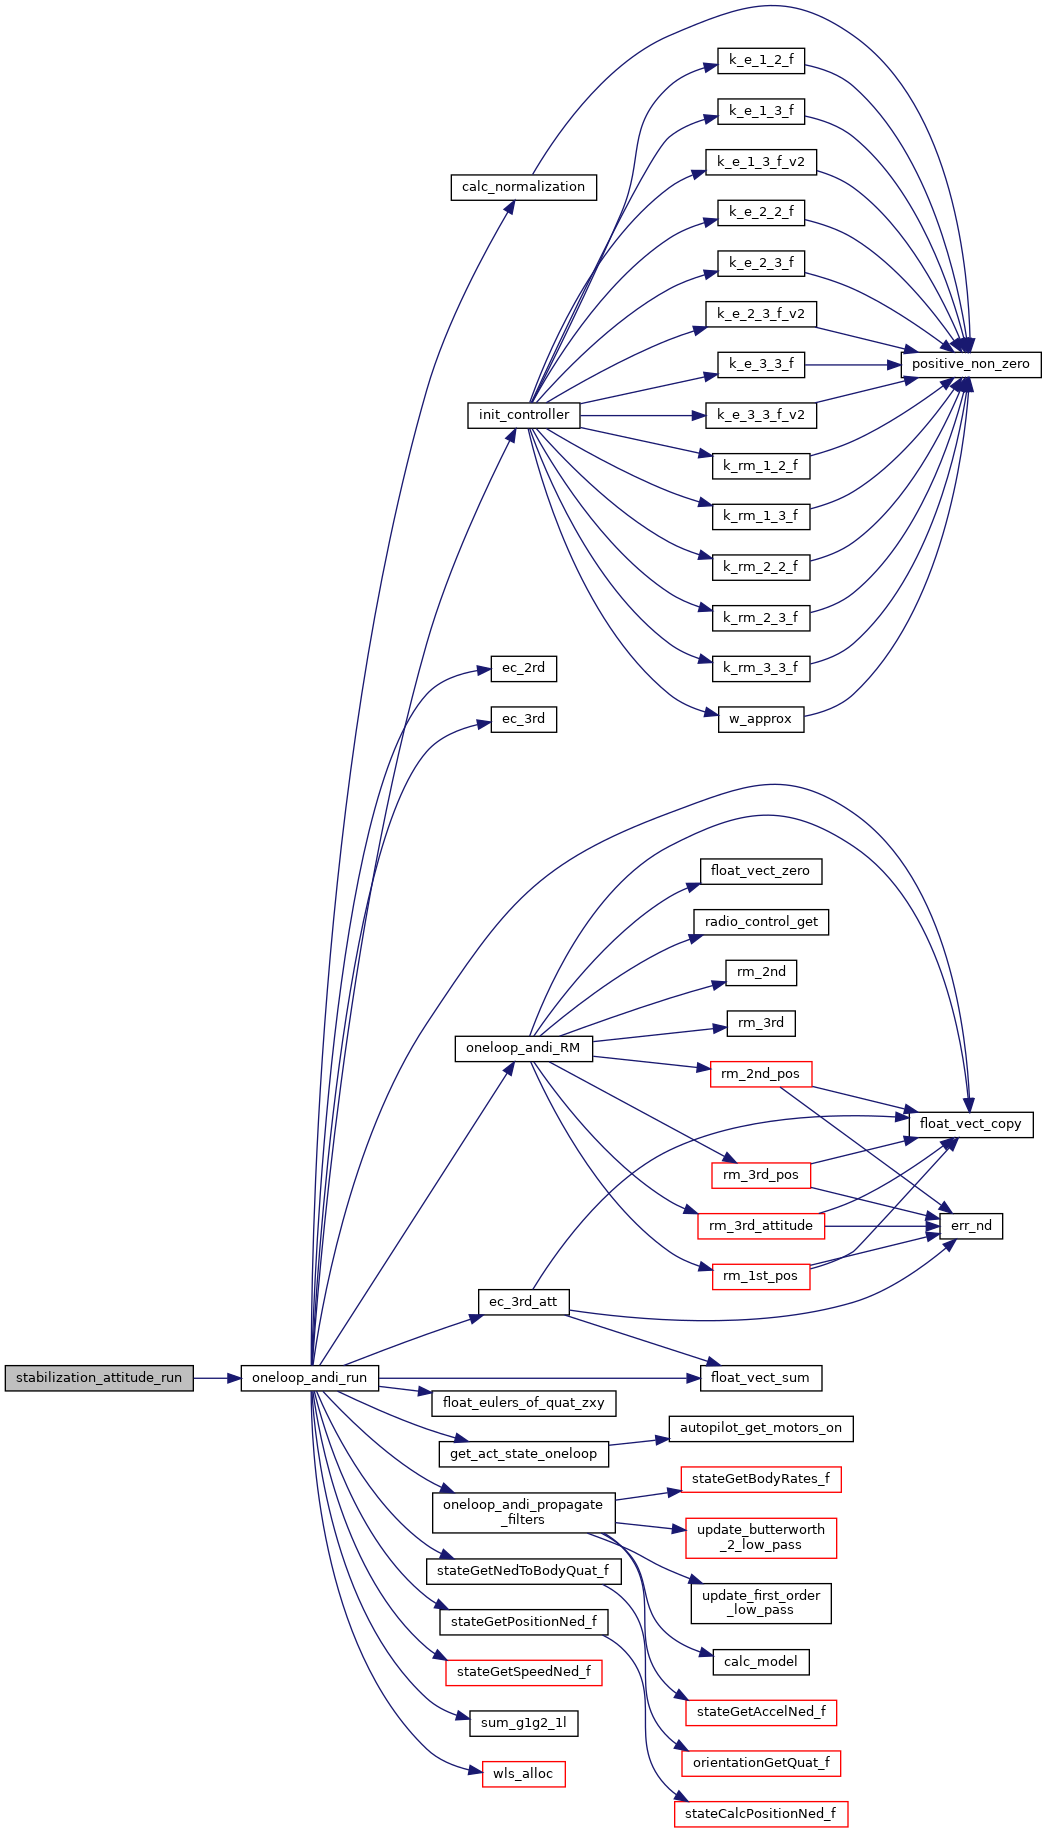 k_e_1_2_f
k_e_1_3_f
k_e_1_3_f_v2
calc_normalization
k_e_2_2_f
k_e_2_3_f
k_e_2_3_f_v2
k_e_3_3_f
positive_non_zero
init_controller
k_e_3_3_f_v2
k_rm_1_2_f
k_rm_1_3_f
k_rm_2_2_f
k_rm_2_3_f
ec_2rd
k_rm_3_3_f
ec_3rd
w_approx
float_vect_zero
radio_control_get
rm_2nd
rm_3rd
oneloop_andi_RM
rm_2nd_pos
float_vect_copy
rm_3rd_pos
rm_3rd_attitude
err_nd
rm_1st_pos
ec_3rd_att
stabilization_attitude_run
oneloop_andi_run
float_vect_sum
float_eulers_of_quat_zxy
autopilot_get_motors_on
get_act_state_oneloop
stateGetBodyRates_f
oneloop_andi_propagate
_filters
update_butterworth
_2_low_pass
stateGetNedToBodyQuat_f
update_first_order
_low_pass
stateGetPositionNed_f
calc_model
stateGetSpeedNed_f
stateGetAccelNed_f
sum_g1g2_1l
orientationGetQuat_f
wls_alloc
stateCalcPositionNed_f